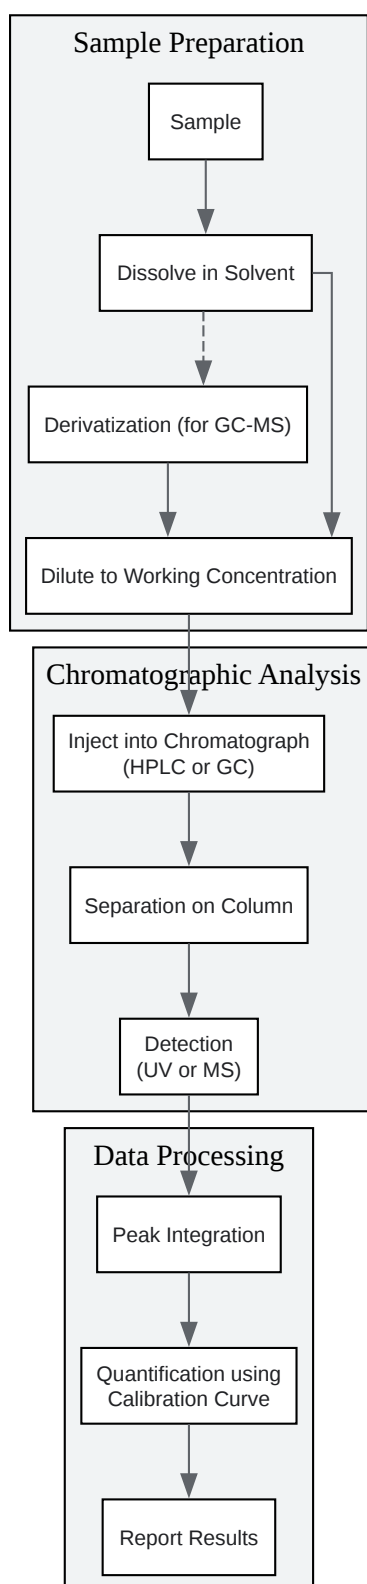 Sample Preparation
Sample
Dissolve in Solvent
Derivatization (for GC-MS)
Dilute to Working Concentration
Chromatographic Analysis
Inject into Chromatograph
(HPLC or GC)
Separation on Column
Detection
(UV or MS)
Data Processing
Peak Integration
Quantification using
Calibration Curve
Report Results